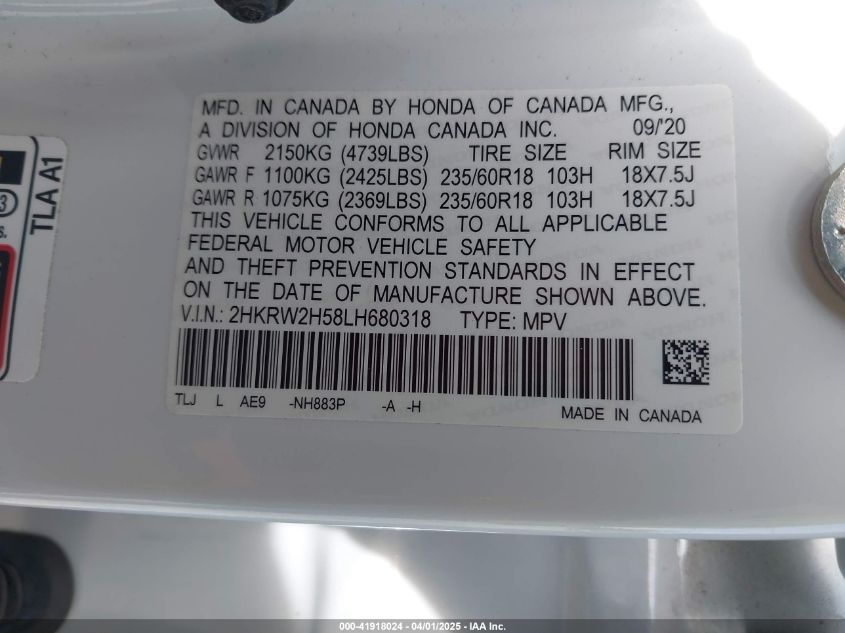 MFD. IN CANADA BY HONDA OF CANADA MFG.,
A DIVISION OF HONDA CANADA INC. 09/'20
GVWR 2150KG (4739LBS) TIRE SIZE RIM SIZE
GAWR F 1100KG (2425LBS) 235/60R18 103H 18X7.5J
GAWR R 1075KG (2369LBS) 235/60R18 103H 18X7.5J
THIS VEHICLE CONFORMS TO ALL APPLICABLE
FEDERAL MOTOR VEHICLE SAFETY
AND THEFT PREVENTION STANDARDS IN EFFECT
ON THE DATE OF MANUFACTURE SHOWN ABOVE.
V.I.N.: 2HKRW2H58LH680318 TYPE: MPV
TLJ L AE9 -NH883P -A -H
MADE IN CANADA
TLA A1
3
s.
000-41918024 - 04/01/2025 - IAA Inc.